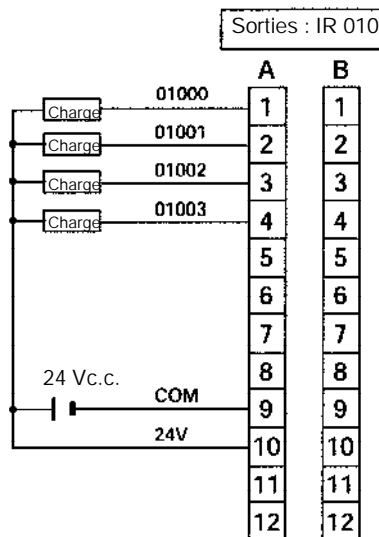 Sorties : IR 010
A B
01000
Charge 1 1
01001
Charge 2 2
01002
Charge 3 3
01003
Charge 4 4
5 5
6 6
7 7
8 8
24 Vc.c.
COM
9 9
24V
10 10
11 11
12 12